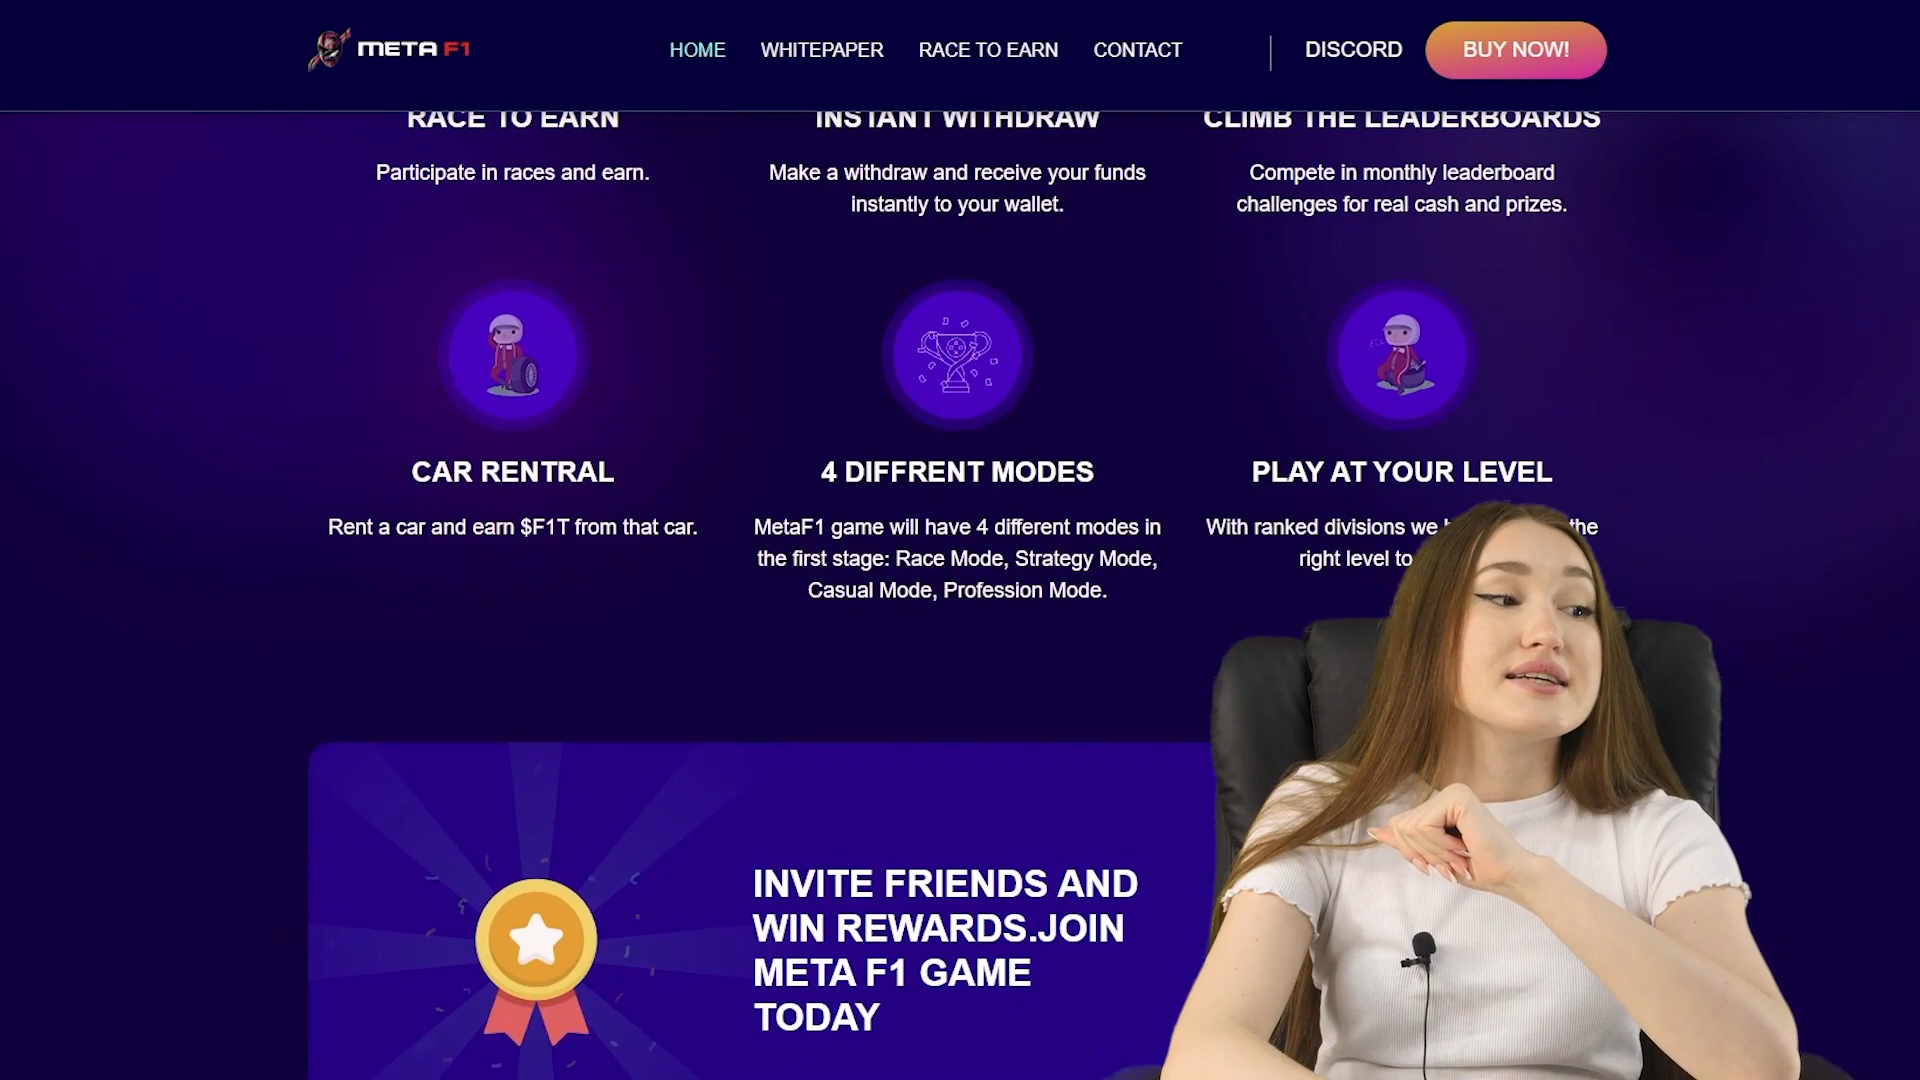 META F1
HOME
WHITEPAPER
RACE TO EARN
CONTACT
DISCORD
BUY NOW!
RACE TO EARN
INSTANT WITHDRAW
CLIMB THE LEADERBOARDS
Participate in races and earn.
Make a withdraw and receive your funds
instantly to your wallet.
Compete in monthly leaderboard
challenges for real cash and prizes.
CAR RENTRAL
4 DIFFRENT MODES
PLAY AT YOUR LEVEL
Rent a car and earn $F1T from that car.
MetaF1 game will have 4 different modes in
the first stage: Race Mode, Strategy Mode,
Casual Mode, Profession Mode.
With ranked divisions we the
right level to
INVITE FRIENDS AND
WIN REWARDS.JOIN
META F1 GAME
TODAY